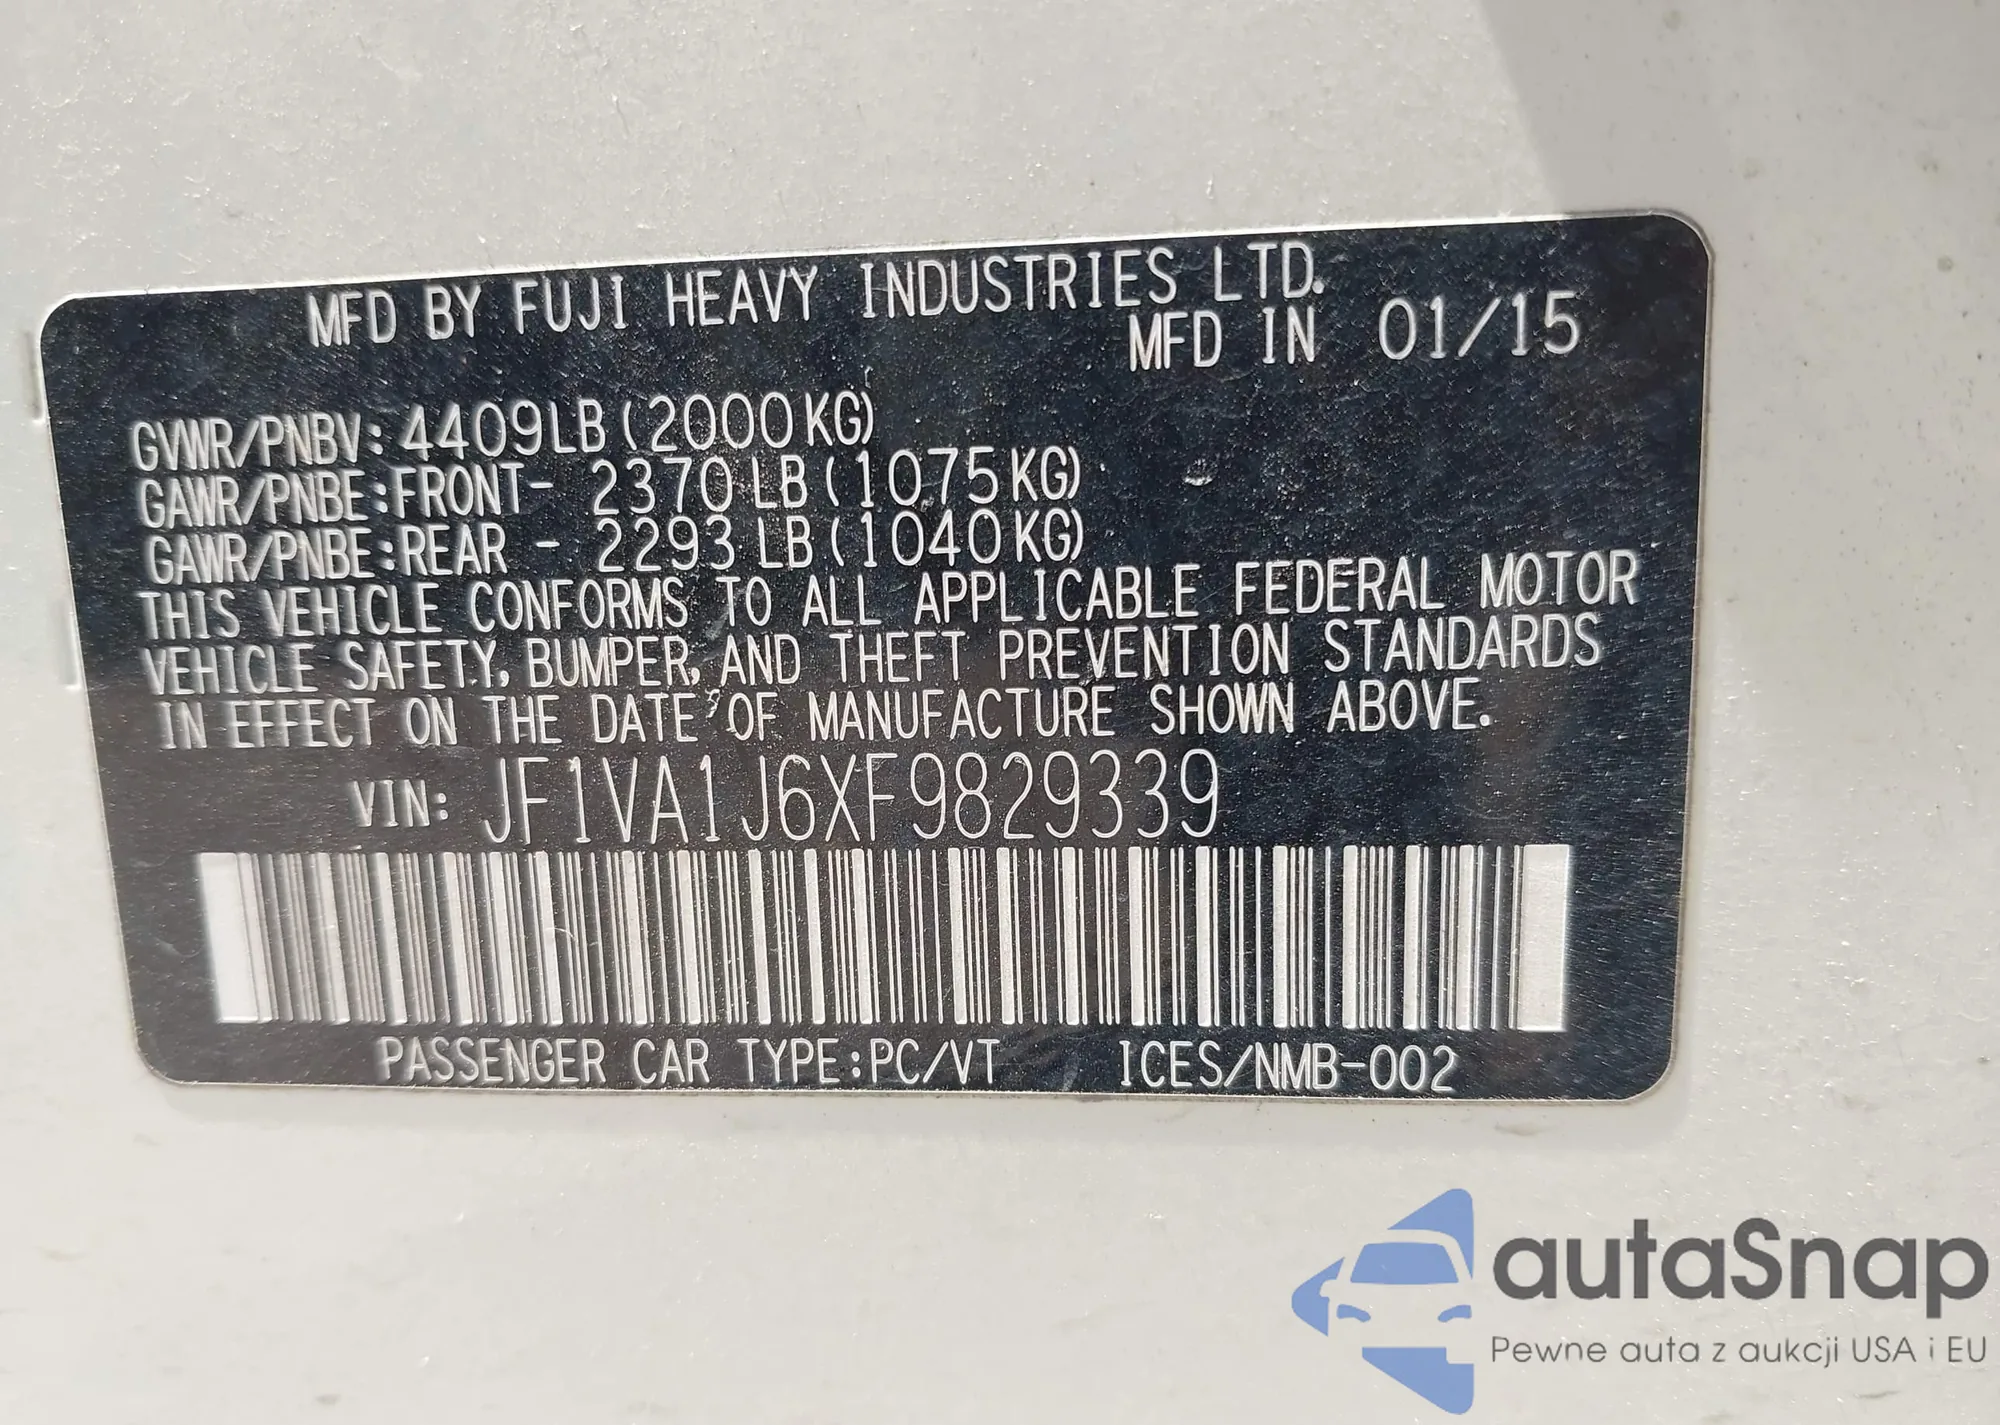 MFD BY FUJI HEAVY INDUSTRIES LTD.
MFD IN 01/15
GVWR/PNBV: 4409LB (2000KG)
GAWR/PNBE:FRONT- 2370LB (1075KG)
GAWR/PNBE:REAR - 2293LB (1040KG)
THIS VEHICLE CONFORMS TO ALL APPLICABLE FEDERAL MOTOR
VEHICLE SAFETY, BUMPER, AND THEFT PREVENTION STANDARDS
IN EFFECT ON THE DATE OF MANUFACTURE SHOWN ABOVE.
VIN: JF1VA1J6XF9829339
PASSENGER CAR TYPE:PC/VT ICES/NMB-002
autaSnap
Pewne auta z aukcji USA i EU